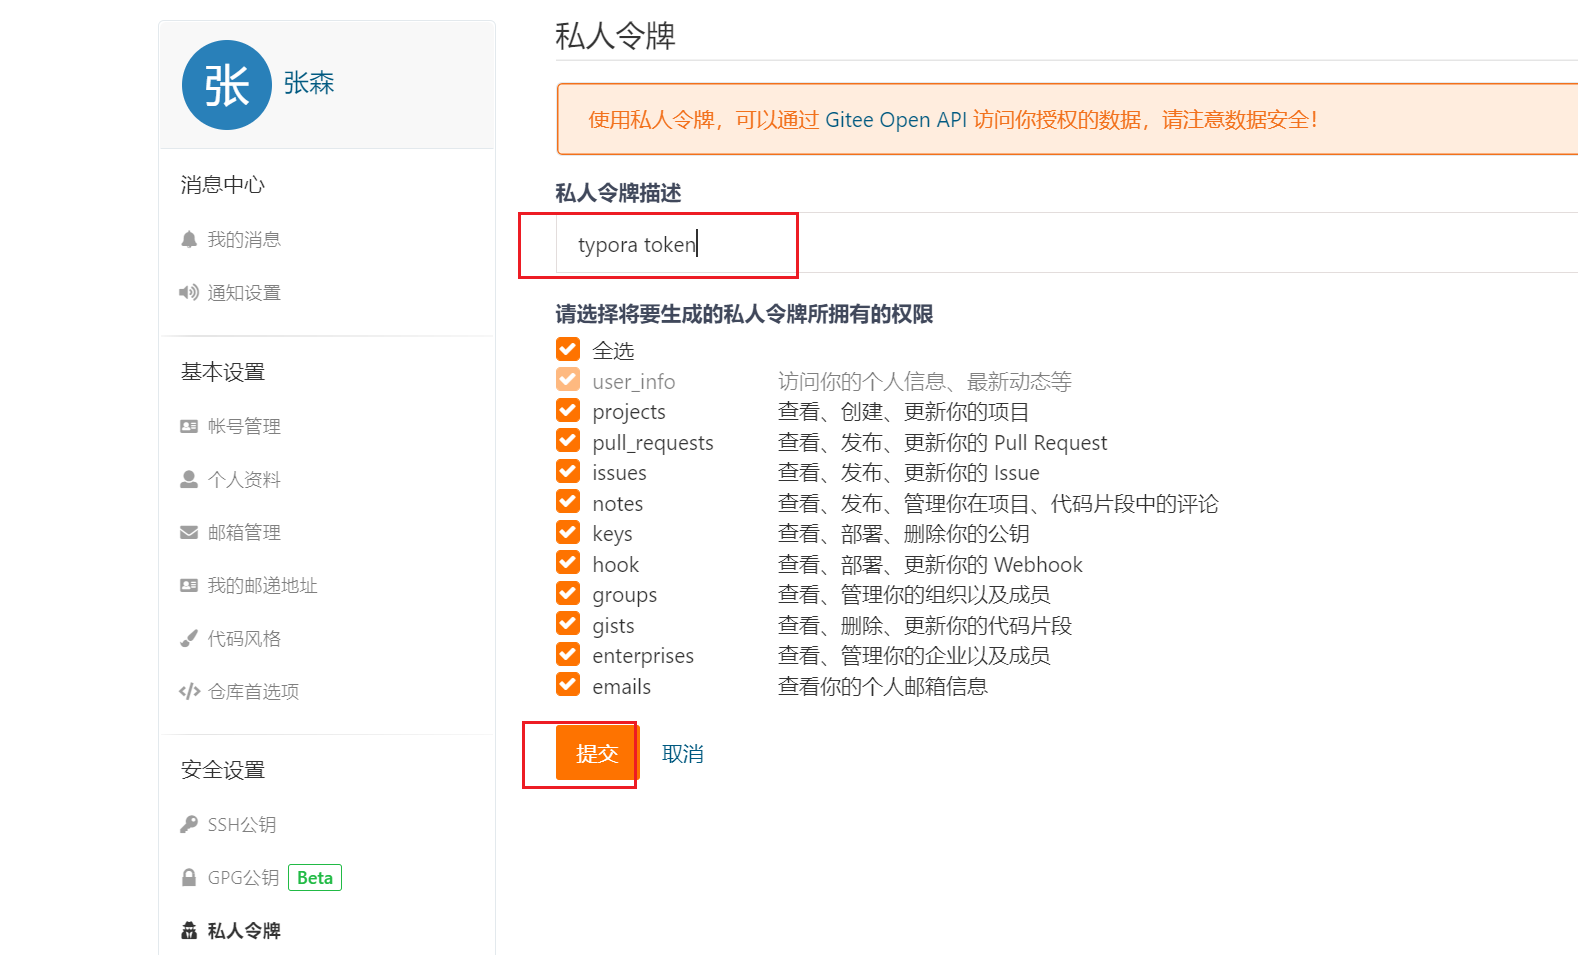 张
张森
消息中心
我的消息
通知设置
基本设置
帐号管理
个人资料
邮箱管理
我的邮递地址
代码风格
仓库首选项
安全设置
SSH公钥
GPG公钥 Beta
私人令牌
私人令牌
使用私人令牌，可以通过 Gitee Open API 访问你授权的数据，请注意数据安全！
私人令牌描述
typora token
请选择将要生成的私人令牌所拥有的权限
全选
user_info 访问你的个人信息、最新动态等
projects 查看、创建、更新你的项目
pull_requests 查看、发布、更新你的 Pull Request
issues 查看、发布、更新你的 Issue
notes 查看、发布、管理你在项目、代码片段中的评论
keys 查看、部署、删除你的公钥
hook 查看、部署、更新你的 Webhook
groups 查看、管理你的组织以及成员
gists 查看、删除、更新你的代码片段
enterprises 查看、管理你的企业以及成员
emails 查看你的个人邮箱信息
提交 取消